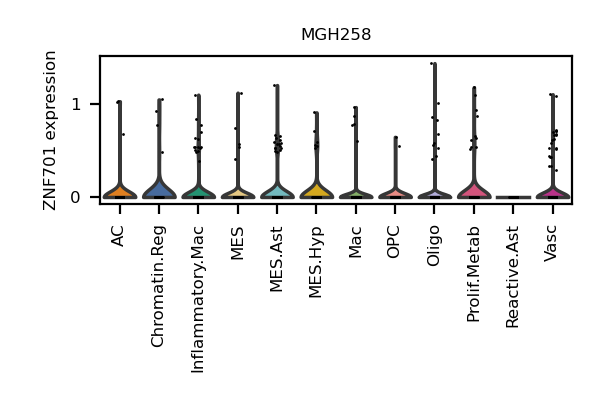 MGH258
ZNF701 expression
1
0
AC
Chromatin.Reg
Inflammatory.Mac
MES
MES.Ast
MES.Hyp
Mac
OPC
Oligo
Prolif.Metab
Reactive.Ast
Vasc